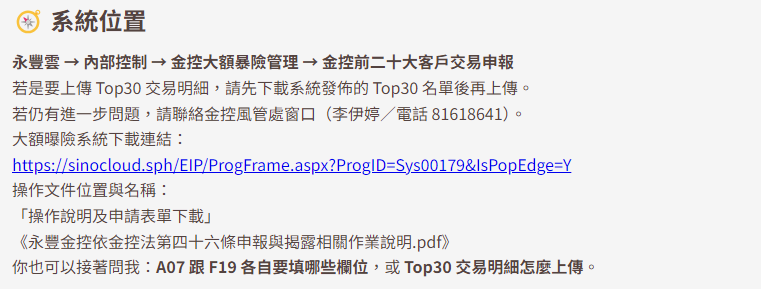 系統位置
永豐雲 → 內部控制 → 金控大額暴險管理 → 金控前二十大客戶交易申報
若是要上傳 Top30 交易明細，請先下載系統發佈的 Top30 名單後再上傳。
若仍有進一步問題，請聯絡金控風管處窗口（李伊婷／電話 81618641）。
大額曝險系統下載連結：
https://sinocloud.sph/EIP/ProgFrame.aspx?ProgID=Sys00179&IsPopEdge=Y
操作文件位置與名稱：
「操作說明及申請表單下載」
《永豐金控依金控法第四十六條申報與揭露相關作業說明.pdf》
你也可以接著問我：A07 跟 F19 各自要填哪些欄位，或 Top30 交易明細怎麼上傳。